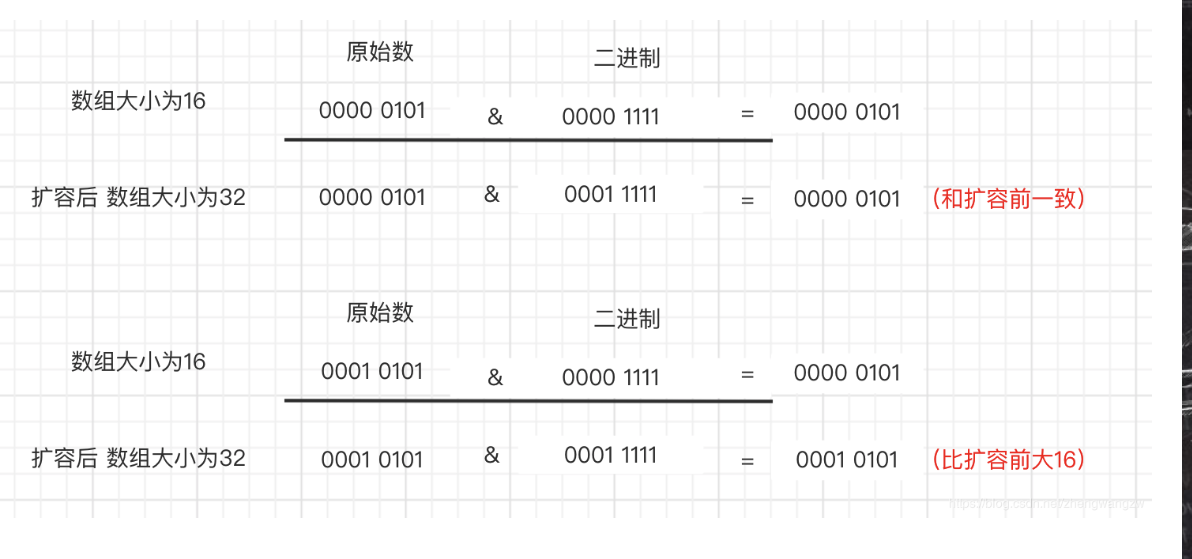 原始数 二进制
数组大小为16 0000 0101 & 0000 1111 = 0000 0101
扩容后 数组大小为32 0000 0101 & 0001 1111 = 0000 0101 (和扩容前一致)
原始数 二进制
数组大小为16 0001 0101 & 0000 1111 = 0000 0101
扩容后 数组大小为32 0001 0101 & 0001 1111 = 0001 0101 (比扩容前大16)
https://blog.csdn.net/zhangwangzw